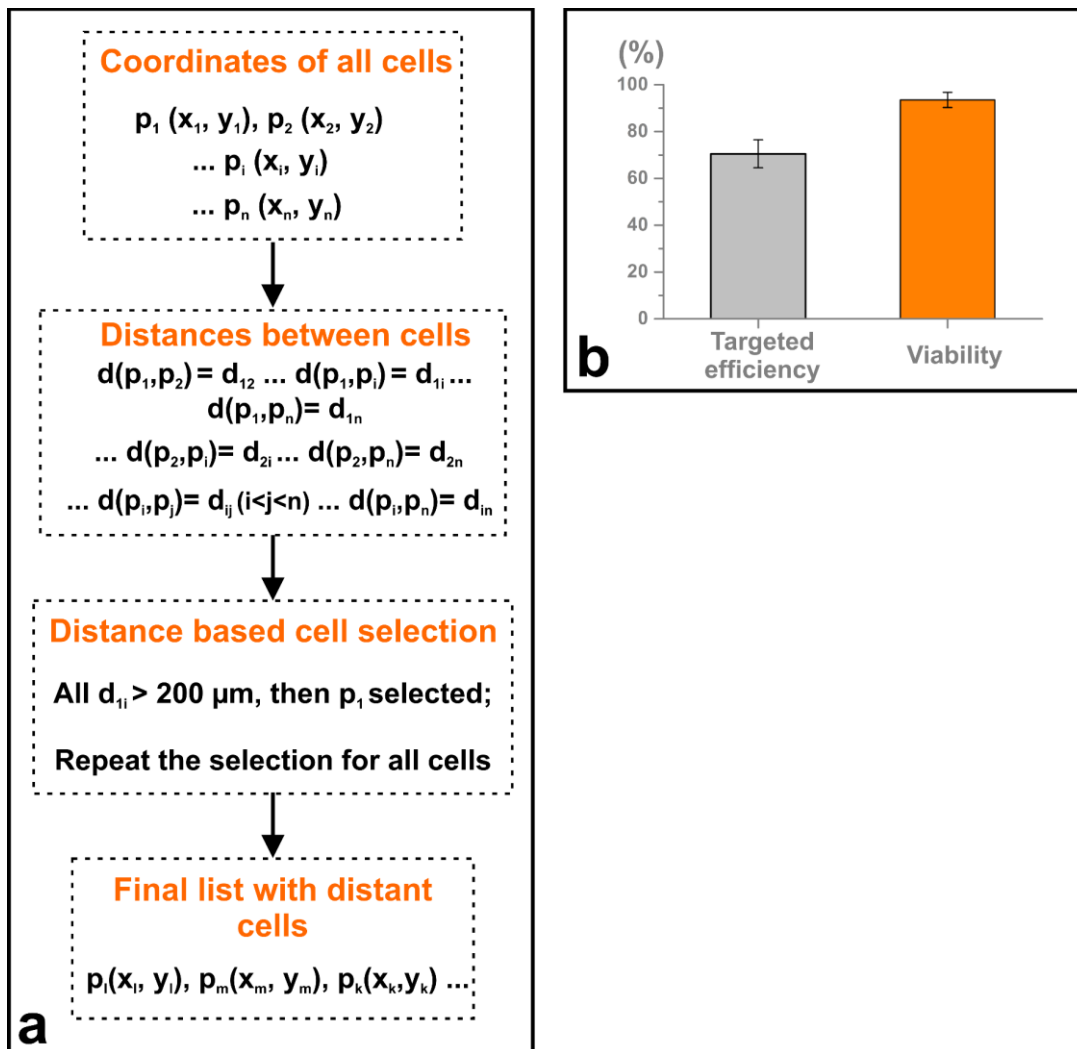 Coordinates of all cells
p₁ (x₁, y₁), p₂ (x₂, y₂)
... pᵢ (xᵢ, yᵢ)
... pₙ (xₙ, yₙ)
Distances between cells
d(p₁,p₂)= d₁₂ ... d(p₁,pᵢ) = d₁ᵢ ...
d(p₁,pₙ)= d₁ₙ
... d(p₂,pᵢ)= d₂ᵢ ... d(p₂,pₙ)= d₂ₙ
... d(pᵢ,pⱼ)= dᵢⱼ (i<j<n) ... d(pᵢ,pₙ)= dᵢₙ
Distance based cell selection
All d₁ᵢ > 200 µm, then p₁ selected;
Repeat the selection for all cells
Final list with distant
cells
pₗ(xₗ, yₗ), pₘ(xₘ, yₘ), pₖ(xₖ,yₖ) ...
a
(%)
100
80
60
40
20
0
Targeted
efficiency
Viability
b